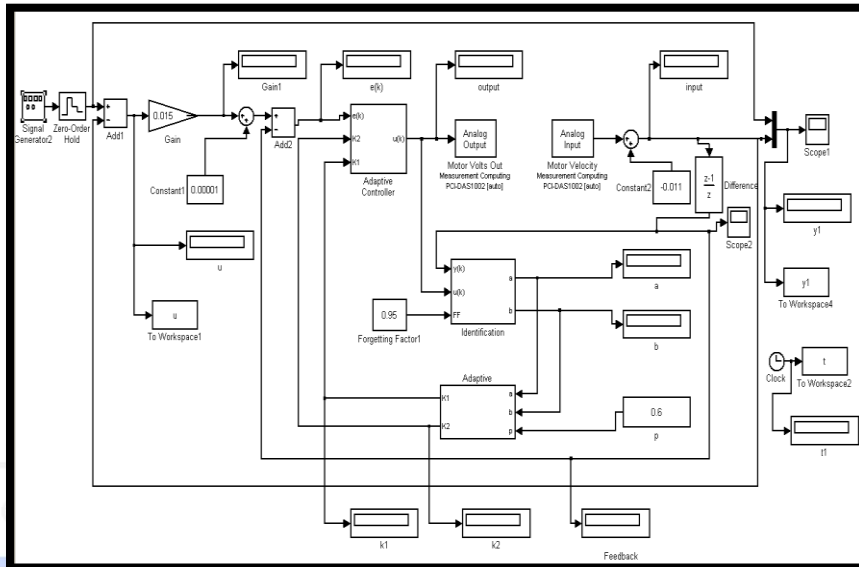 Gain1
e(k)
output
input
Signal
Generator2
Zero-Order
Hold
+
-
Add1
0.015
Gain
+
+
+
-
Add2
Constant1
0.00001
e(k)
K2
K1
u(k)
Adaptive
Controller
Analog
Output
Motor Volts Out
Measurement Computing
PCI-DAS1002 [auto]
Analog
Input
Motor Velocity
Measurement Computing
PCI-DAS1002 [auto]
+
+
Constant2
-0.011
z-1
z
Difference
Scope1
Scope2
y1
y1
To Workspace4
u
u
To Workspace1
0.95
Forgetting Factor1
y(k)
u(k)
FF
a
b
Identification
a
b
Adaptive
K1
K2
a
b
p
0.6
p
Clock
t
To Workspace2
t1
k1
k2
Feedback